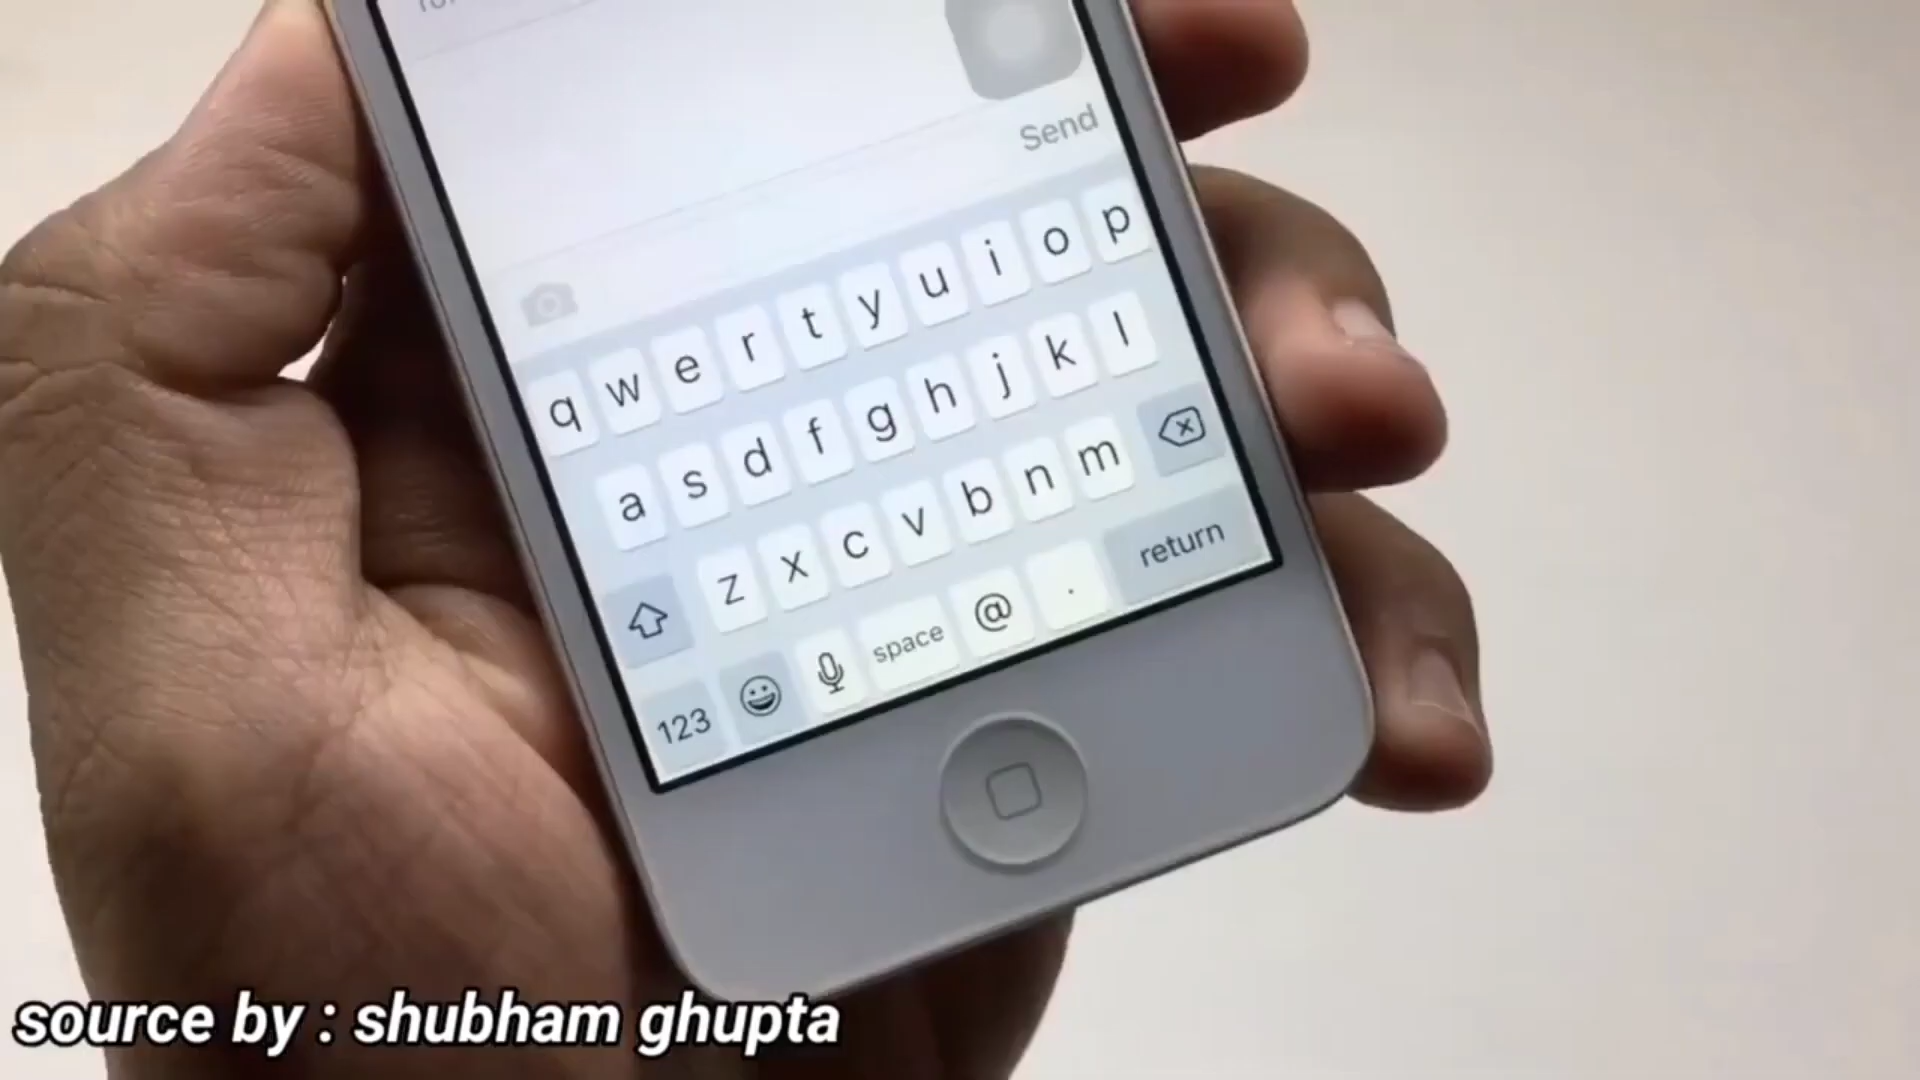 Send
q w e r t y u i o p
a s d f g h j k l
z x c v b n m
123 space @ . return
source by : shubham ghupta